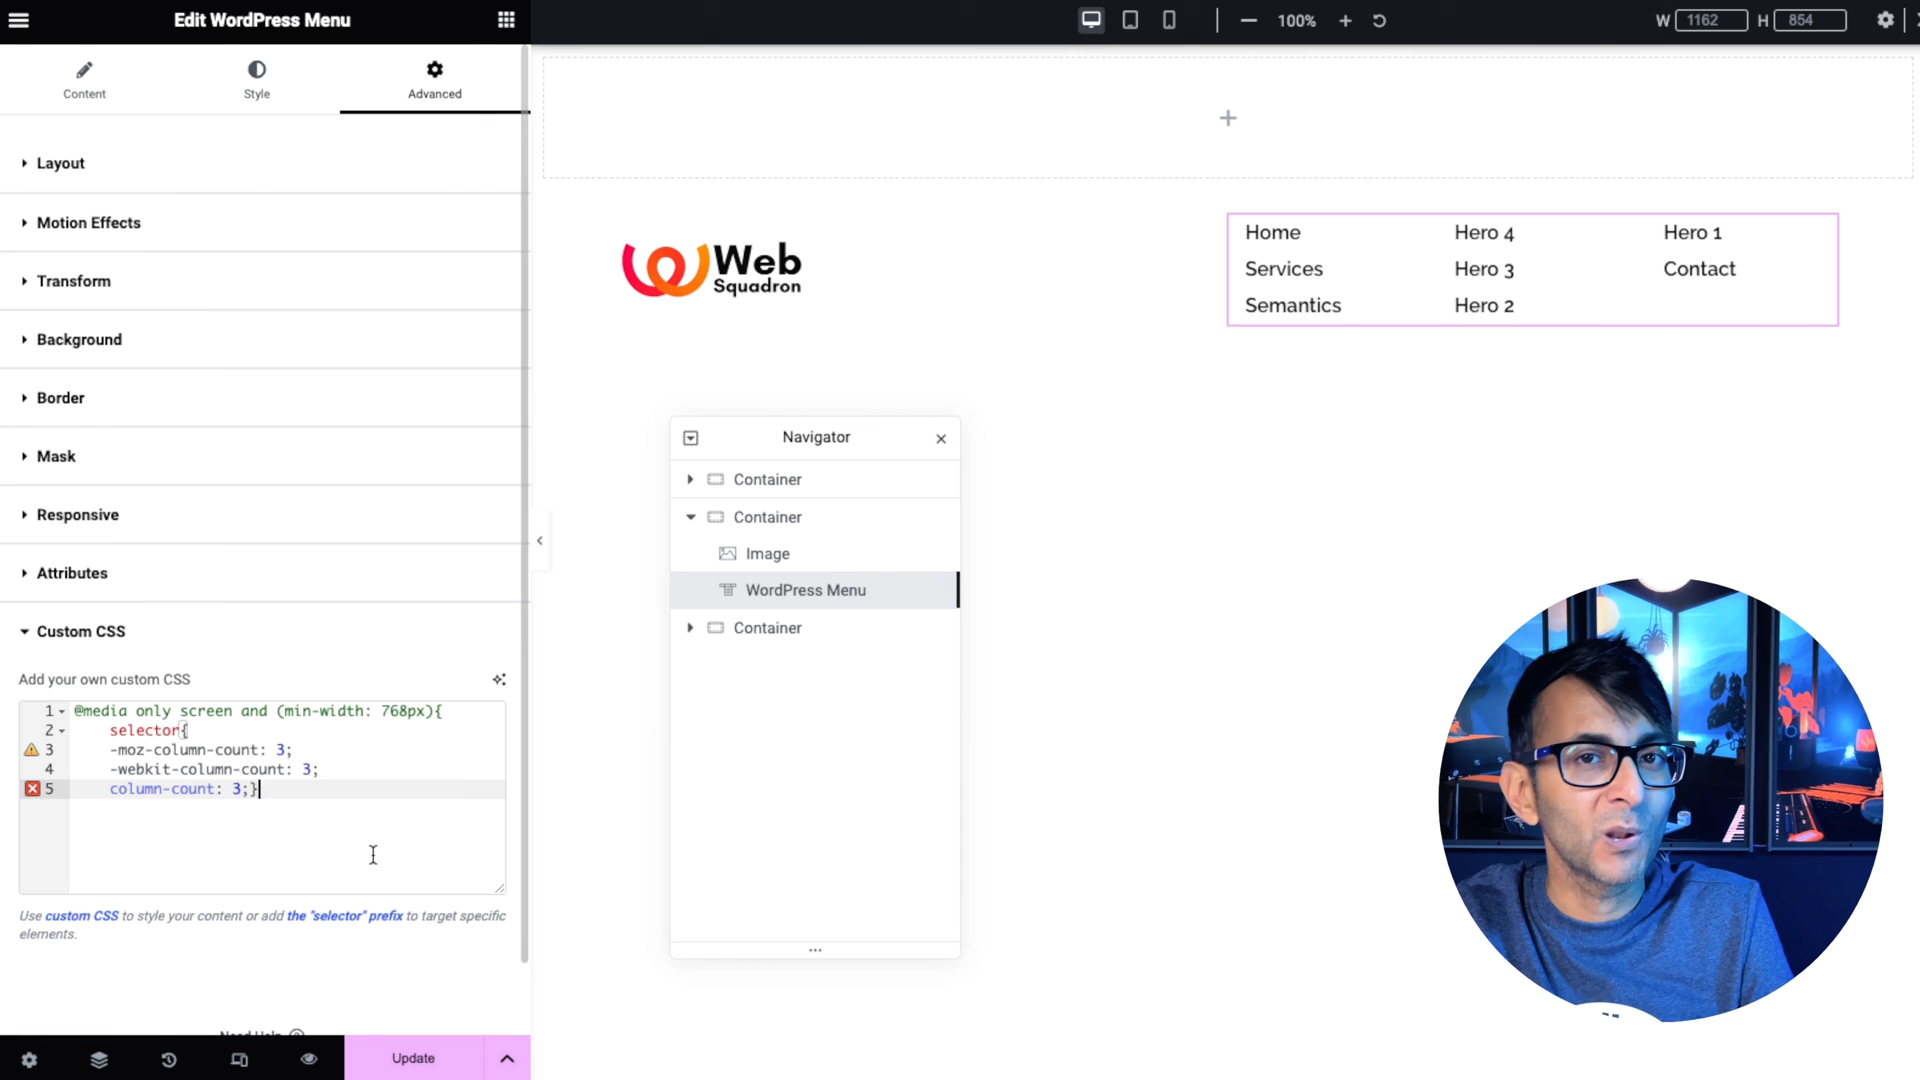 Edit WordPress Menu
100%
W 1162 H 854
Content
Style
Advanced
Layout
Motion Effects
Transform
Background
Border
Mask
Responsive
Attributes
Custom CSS
Add your own custom CSS
1 @media only screen and (min-width: 768px){
2 selector{
3 -moz-column-count: 3;
4 -webkit-column-count: 3;
5 column-count: 3;}
Use custom CSS to style your content or add the "selector" prefix to target specific
elements.
Need Help
Update
Web
Squadron
Home
Services
Semantics
Hero 4
Hero 3
Hero 2
Hero 1
Contact
Navigator
Container
Container
Image
WordPress Menu
Container